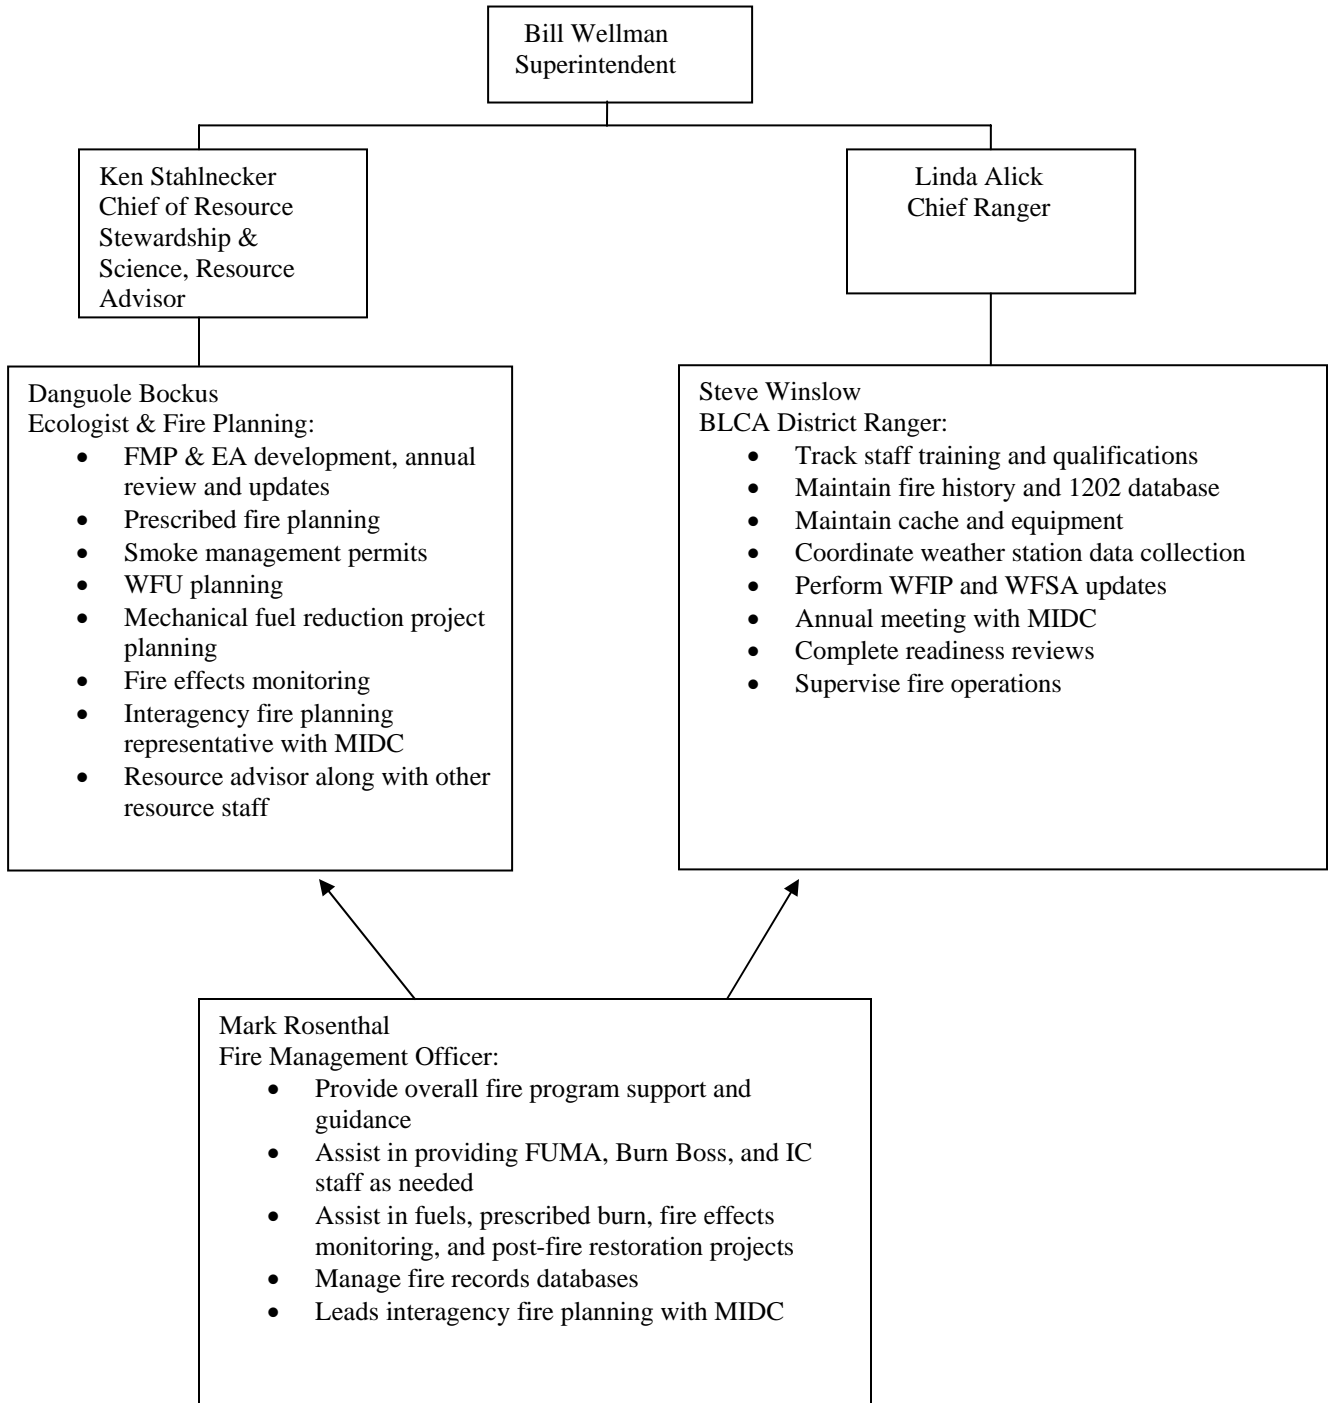 Bill Wellman
Superintendent
Ken Stahlnecker
Chief of Resource
Stewardship &
Science, Resource
Advisor
Linda Alick
Chief Ranger
Danguole Bockus
Ecologist & Fire Planning:
• FMP & EA development, annual
review and updates
• Prescribed fire planning
• Smoke management permits
• WFU planning
• Mechanical fuel reduction project
planning
• Fire effects monitoring
• Interagency fire planning
representative with MIDC
• Resource advisor along with other
resource staff
Steve Winslow
BLCA District Ranger:
• Track staff training and qualifications
• Maintain fire history and 1202 database
• Maintain cache and equipment
• Coordinate weather station data collection
• Perform WFIP and WFSA updates
• Annual meeting with MIDC
• Complete readiness reviews
• Supervise fire operations
Mark Rosenthal
Fire Management Officer:
• Provide overall fire program support and
guidance
• Assist in providing FUMA, Burn Boss, and IC
staff as needed
• Assist in fuels, prescribed burn, fire effects
monitoring, and post-fire restoration projects
• Manage fire records databases
• Leads interagency fire planning with MIDC